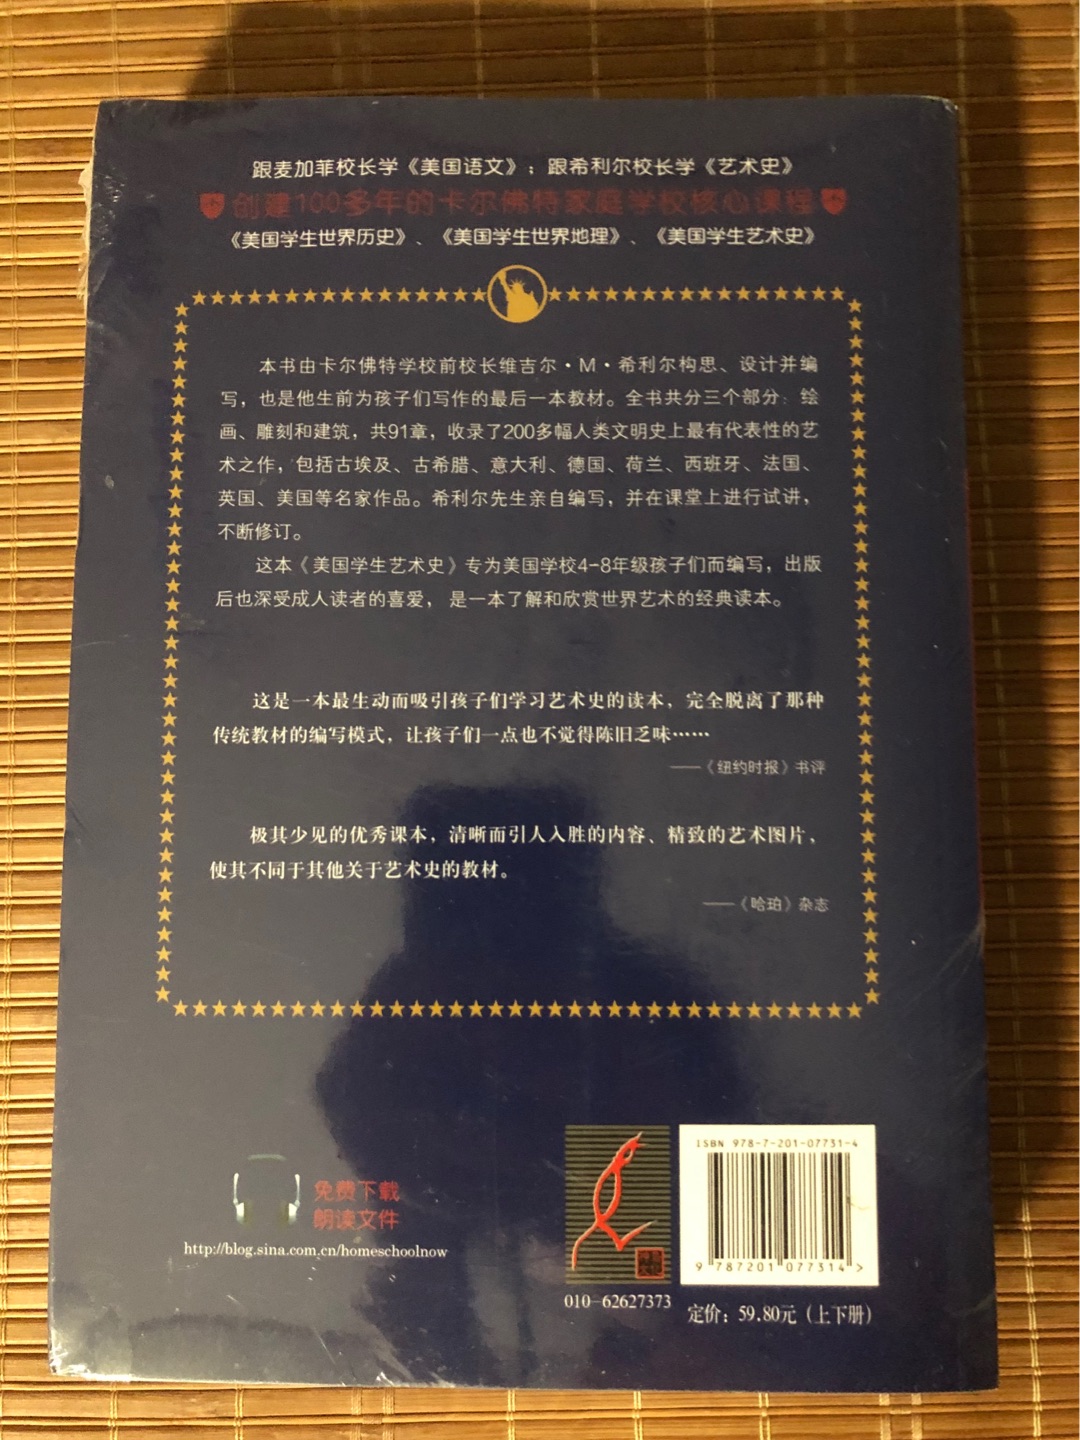 跟麦加菲校长学《美国语文》；跟希利尔校长学《艺术史》
创建100多年的卡尔佛特家庭学校核心课程
《美国学生世界历史》、《美国学生世界地理》、《美国学生艺术史》
本书由卡尔佛特学校前校长维吉尔·M·希利尔构思、设计并编
写，也是他生前为孩子们写作的最后一本教材。全书共分三个部分：绘
画、雕刻和建筑，共91章，收录了200多幅人类文明史上最有代表性的艺
术之作，包括古埃及、古希腊、意大利、德国、荷兰、西班牙、法国、
英国、美国等名家作品。希利尔先生亲自编写，并在课堂上进行试讲，
不断修订。
这本《美国学生艺术史》专为美国学校4-8年级孩子们而编写，出版
后也深受成人读者的喜爱，是一本了解和欣赏世界艺术的经典读本。
这是一本最生动而吸引孩子们学习艺术史的读本，完全脱离了那种
传统教材的编写模式，让孩子们一点也不觉得陈旧乏味……
——《纽约时报》书评
极其少见的优秀课本，清晰而引人入胜的内容、精致的艺术图片，
使其不同于其他关于艺术史的教材。
——《哈珀》杂志
免费下载
朗读文件
http://blog.sina.com.cn/homeschoolnow
010-62627373
ISBN 978-7-201-07731-4
9 787201 077314 >
定价：59.80元（上下册）